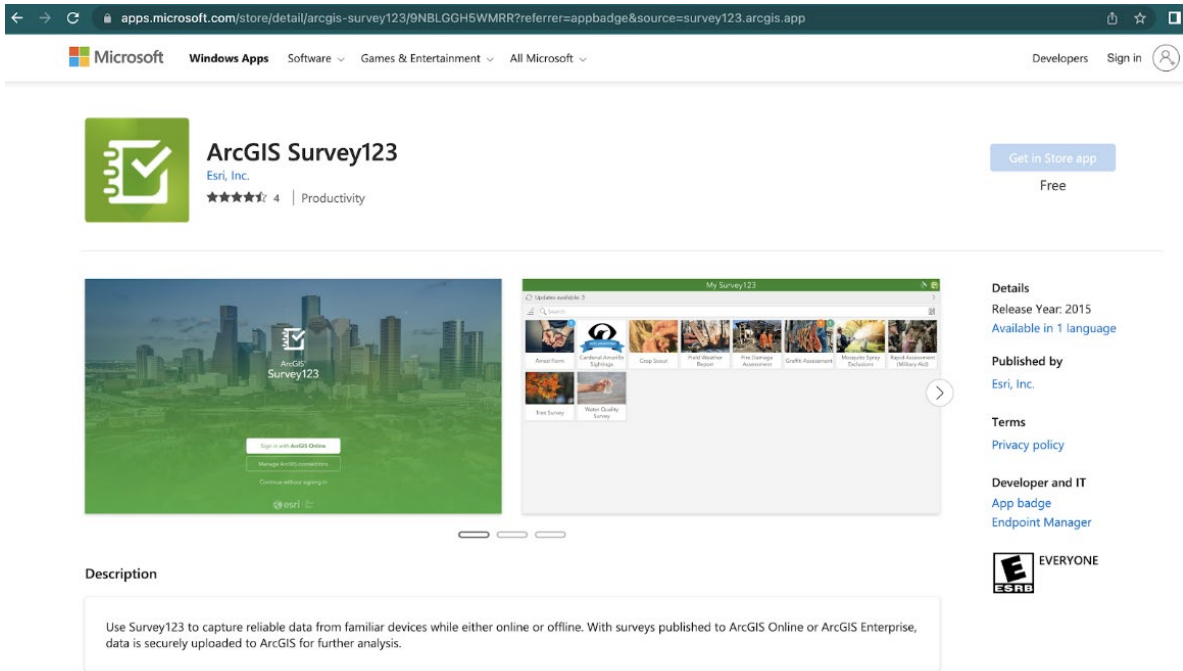 apps.microsoft.com/store/detail/arcgis-survey123/9NBLGGH5WMRR?referrer=appbadge&source=survey123.arcgis.app
Microsoft Windows Apps Software Games & Entertainment All Microsoft Developers Sign in
ArcGIS Survey123
Esri, Inc.
4 | Productivity
Get in Store app
Free
ArcGIS
Survey123
Sign in with ArcGIS Online
Manage ArcGIS connections
Continue without signing in
esri
My Survey123
Updates available: 3
Search
Arrest Form
Cardenal Amarillo
Sightings
Crop Scout
Field Weather
Report
Fire Damage
Assessment
Graffiti Assessment
Mosquito Spray
Exclusions
Rapid Assessment
(Military Aid)
Tree Survey
Water Quality
Survey
Details
Release Year: 2015
Available in 1 language
Published by
Esri, Inc.
Terms
Privacy policy
Developer and IT
App badge
Endpoint Manager
E
ESRB
EVERYONE
Description
Use Survey123 to capture reliable data from familiar devices while either online or offline. With surveys published to ArcGIS Online or ArcGIS Enterprise,
data is securely uploaded to ArcGIS for further analysis.